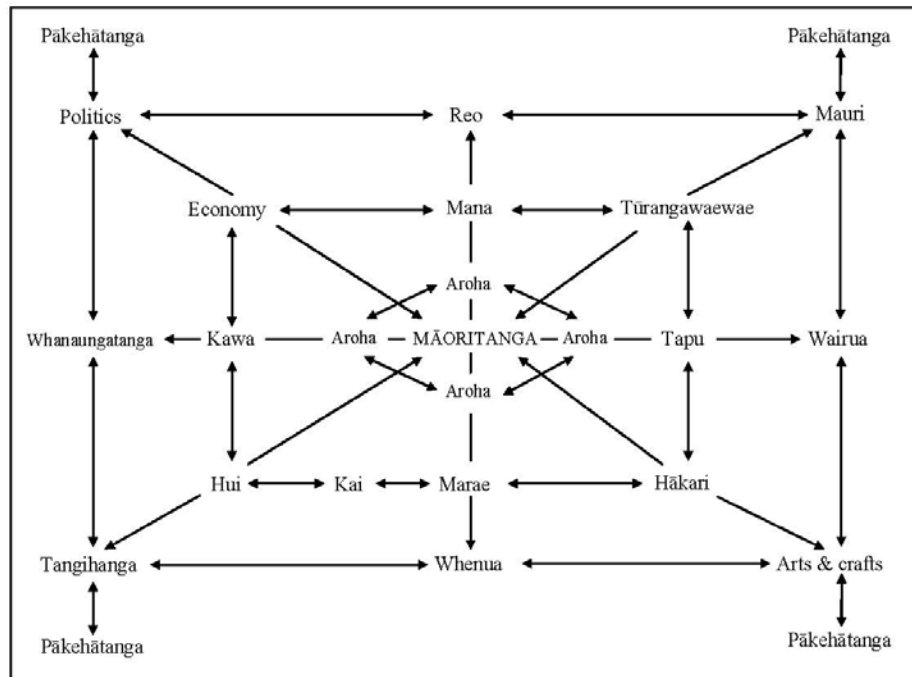 Pākehātanga Pākehātanga
Politics Reo Mauri
Economy Mana Tūrangawaewae
Aroha
Whanaungatanga Kawa Aroha MĀORITANGA Aroha Tapu Wairua
Aroha
Hui Kai Marae Hākari
Tangihanga Whenua Arts & crafts
Pākehātanga Pākehātanga